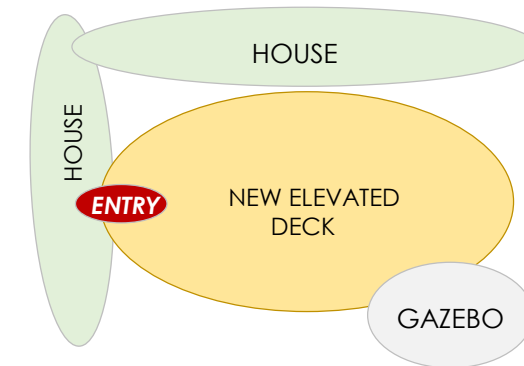 HOUSE
HOUSE
ENTRY
NEW ELEVATED
DECK
GAZEBO